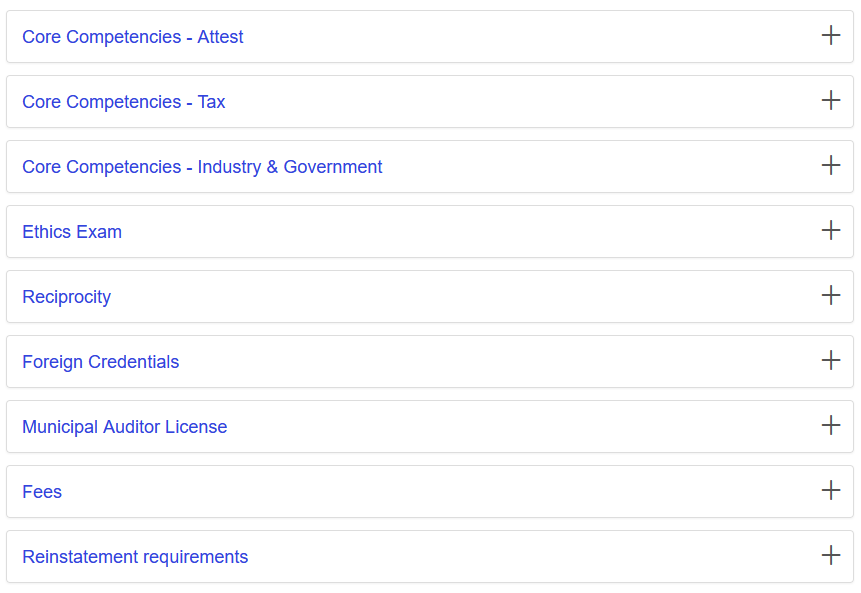 Core Competencies - Attest
Core Competencies - Tax
Core Competencies - Industry & Government
Ethics Exam
Reciprocity
Foreign Credentials
Municipal Auditor License
Fees
Reinstatement requirements